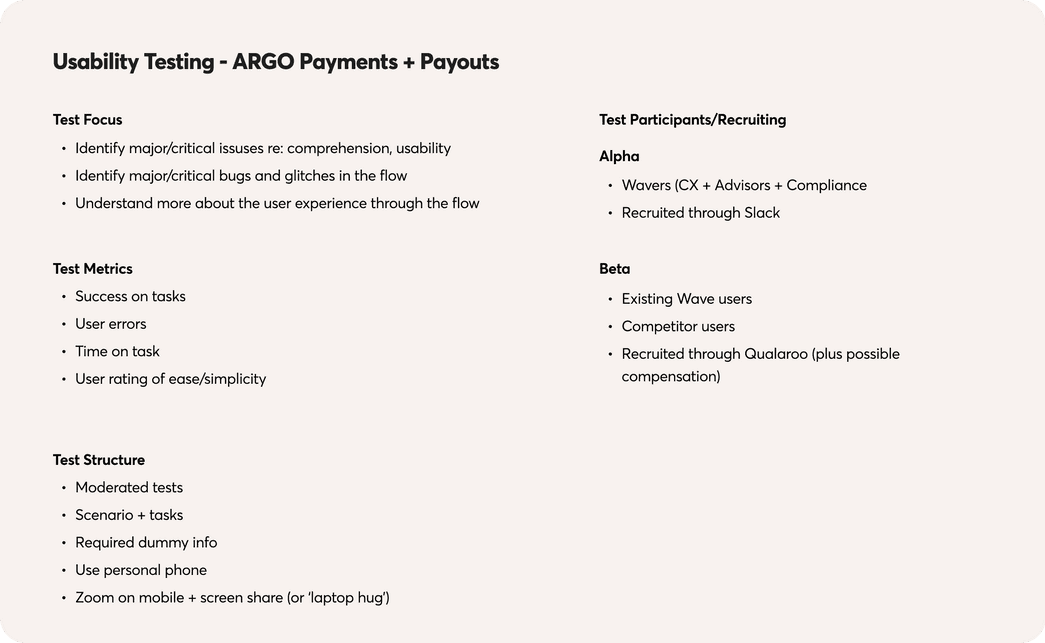 Usability Testing - ARGO Payments + Payouts
Test Focus
• Identify major/critical issuses re: comprehension, usability
• Identify major/critical bugs and glitches in the flow
• Understand more about the user experience through the flow
Test Metrics
• Success on tasks
• User errors
• Time on task
• User rating of ease/simplicity
Test Structure
• Moderated tests
• Scenario + tasks
• Required dummy info
• Use personal phone
• Zoom on mobile + screen share (or 'laptop hug')
Test Participants/Recruiting
Alpha
• Wavers (CX + Advisors + Compliance
• Recruited through Slack
Beta
• Existing Wave users
• Competitor users
• Recruited through Qualaroo (plus possible
compensation)